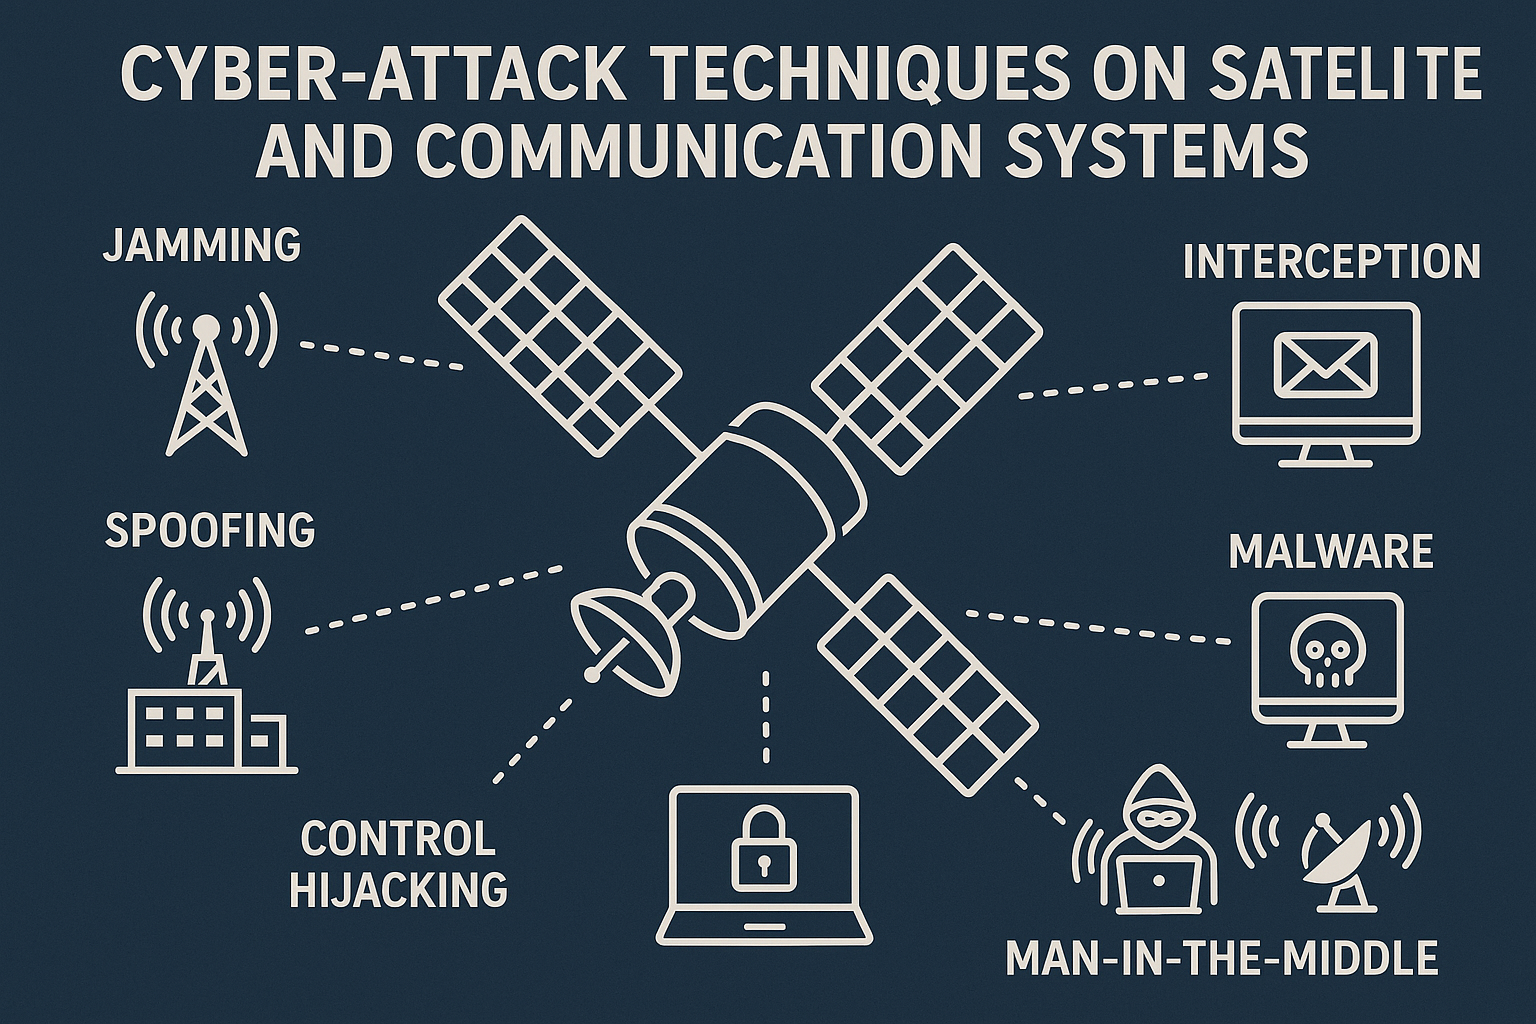 CYBER-ATTACK TECHNIQUES ON SATELITE
AND COMMUNICATION SYSTEMS
JAMMING
INTERCEPTION
SPOOFING
MALWARE
CONTROL
HIJACKING
MAN-IN-THE-MIDDLE